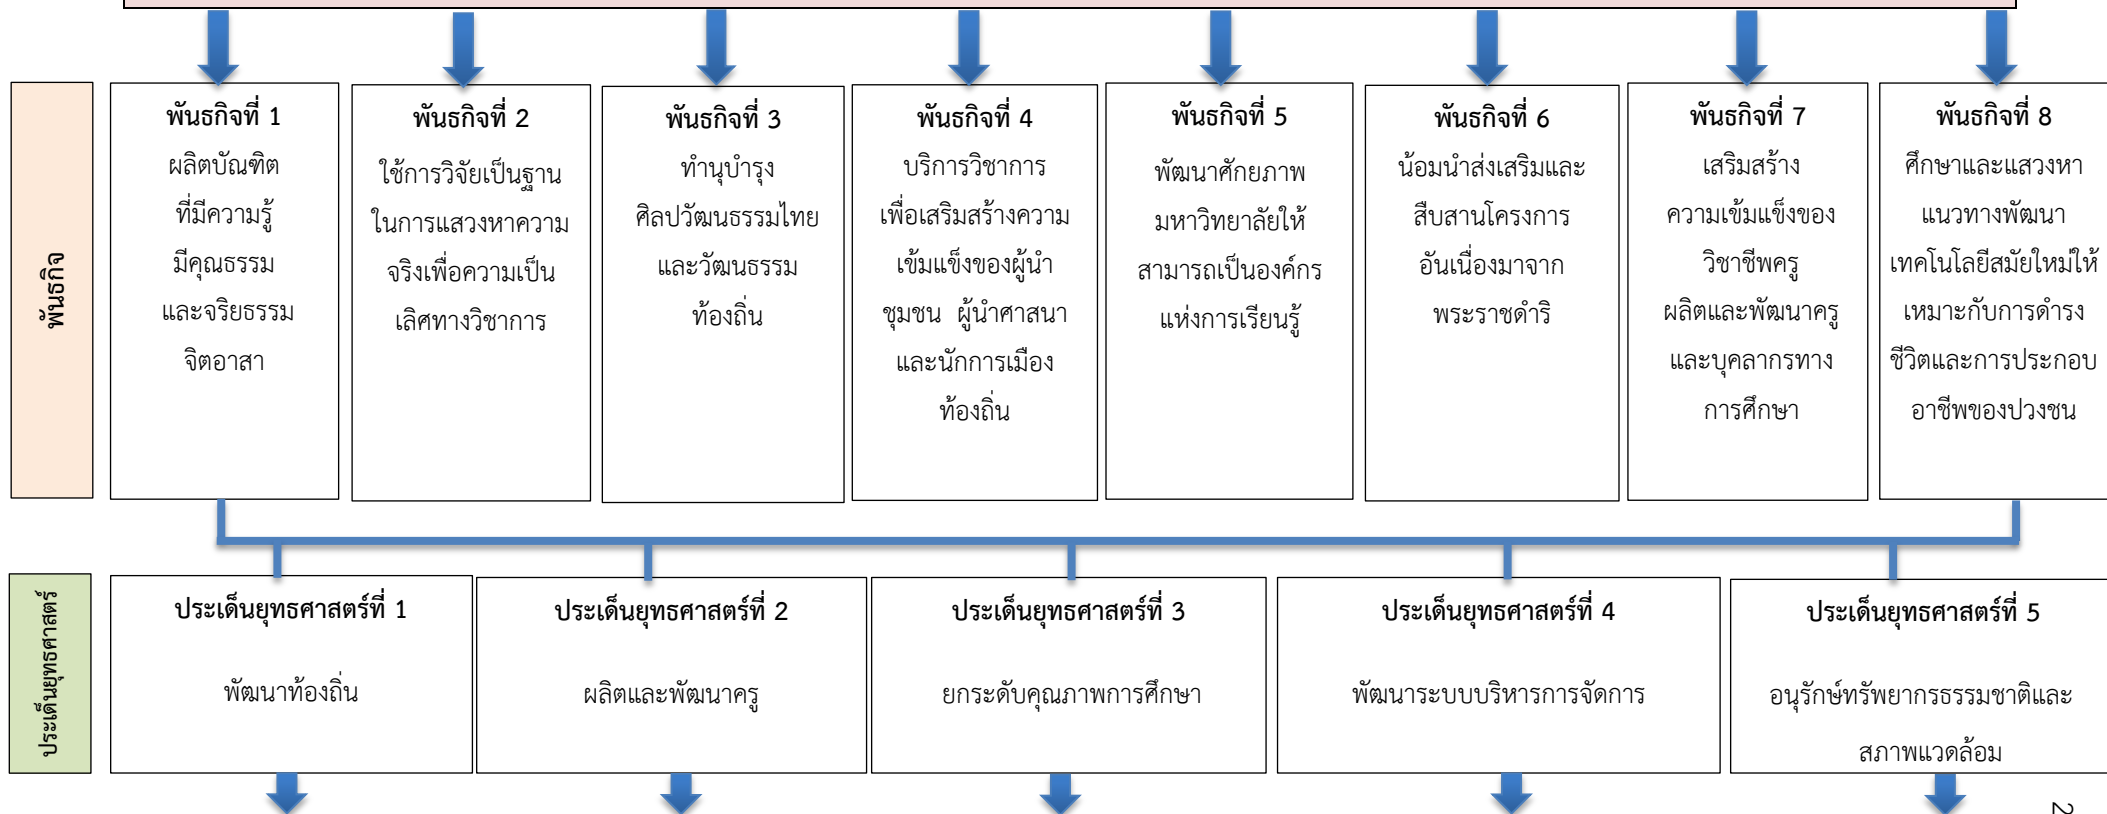 พันธกิจ
พันธกิจที่ 1
ผลิตบัณฑิต
ที่มีความรู้
มีคุณธรรม
และจริยธรรม
จิตอาสา
พันธกิจที่ 2
ใช้การวิจัยเป็นฐาน
ในการแสวงหาความ
จริงเพื่อความเป็น
เลิศทางวิชาการ
พันธกิจที่ 3
ทำนุบำรุง
ศิลปวัฒนธรรมไทย
และวัฒนธรรม
ท้องถิ่น
พันธกิจที่ 4
บริการวิชาการ
เพื่อเสริมสร้างความ
เข้มแข็งของผู้นำ
ชุมชน ผู้นำศาสนา
และนักการเมือง
ท้องถิ่น
พันธกิจที่ 5
พัฒนาศักยภาพ
มหาวิทยาลัยให้
สามารถเป็นองค์กร
แห่งการเรียนรู้
พันธกิจที่ 6
น้อมนำส่งเสริมและ
สืบสานโครงการ
อันเนื่องมาจาก
พระราชดำริ
พันธกิจที่ 7
เสริมสร้าง
ความเข้มแข็งของ
วิชาชีพครู
ผลิตและพัฒนาครู
และบุคลากรทาง
การศึกษา
พันธกิจที่ 8
ศึกษาและแสวงหา
แนวทางพัฒนา
เทคโนโลยีสมัยใหม่ให้
เหมาะกับการดำรง
ชีวิตและการประกอบ
อาชีพของปวงชน
ประเด็นยุทธศาสตร์
ประเด็นยุทธศาสตร์ที่ 1
พัฒนาท้องถิ่น
ประเด็นยุทธศาสตร์ที่ 2
ผลิตและพัฒนาครู
ประเด็นยุทธศาสตร์ที่ 3
ยกระดับคุณภาพการศึกษา
ประเด็นยุทธศาสตร์ที่ 4
พัฒนาระบบบริหารการจัดการ
ประเด็นยุทธศาสตร์ที่ 5
อนุรักษ์ทรัพยากรธรรมชาติและ
สภาพแวดล้อม
2